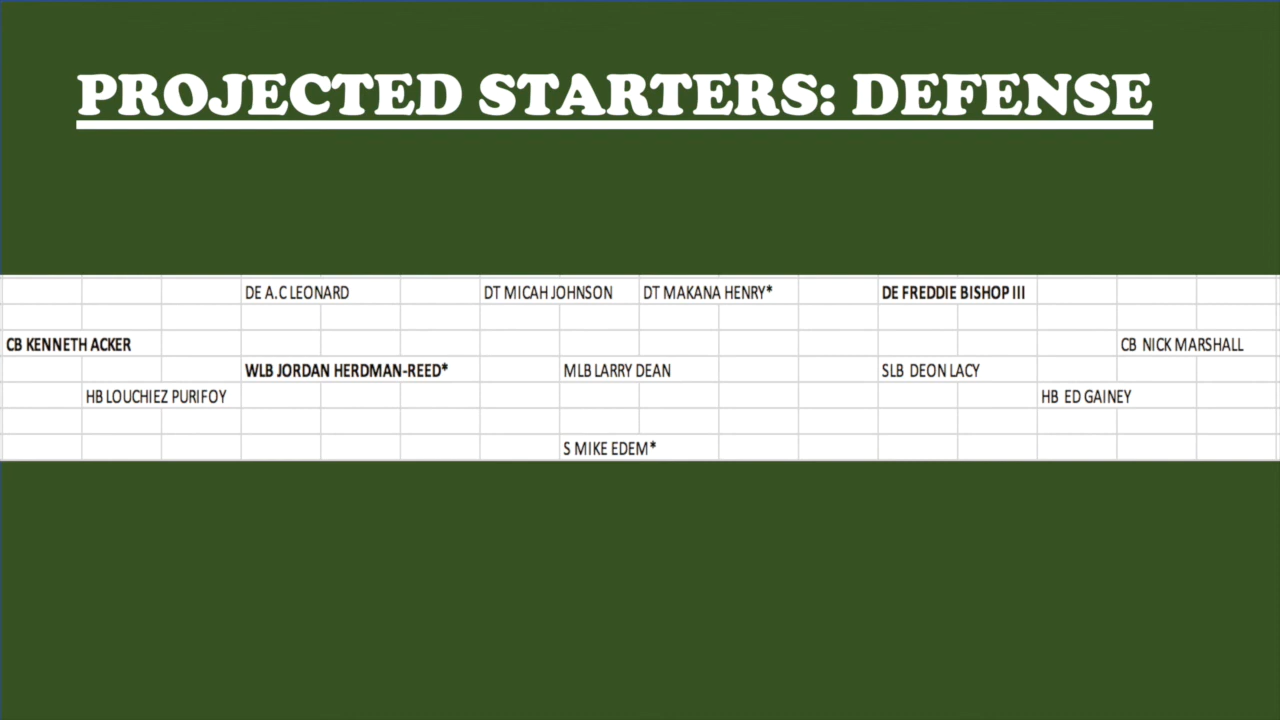 PROJECTED STARTERS: DEFENSE
DE A.C LEONARD DT MICAH JOHNSON DT MAKANA HENRY* DE FREDDIE BISHOP III
CB KENNETH ACKER CB NICK MARSHALL
WLB JORDAN HERDMAN-REED* MLB LARRY DEAN SLB DEON LACY
HB LOUCHIEZ PURIFOY HB ED GAINEY
S MIKE EDEM*